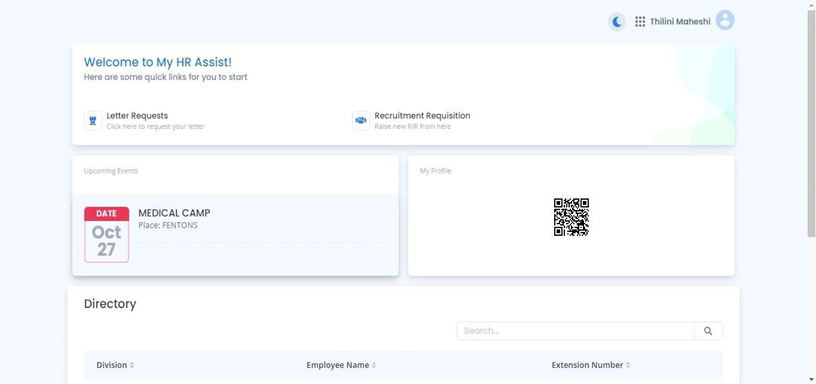 Thilini Maheshi
Welcome to My HR Assist!
Here are some quick links for you to start
Letter Requests
Click here to request your letter
Recruitment Requisition
Raise new R/R from here
Upcoming Events
DATE
Oct
27
MEDICAL CAMP
Place: FENTONS
My Profile
Directory
Search...
Division
Employee Name
Extension Number